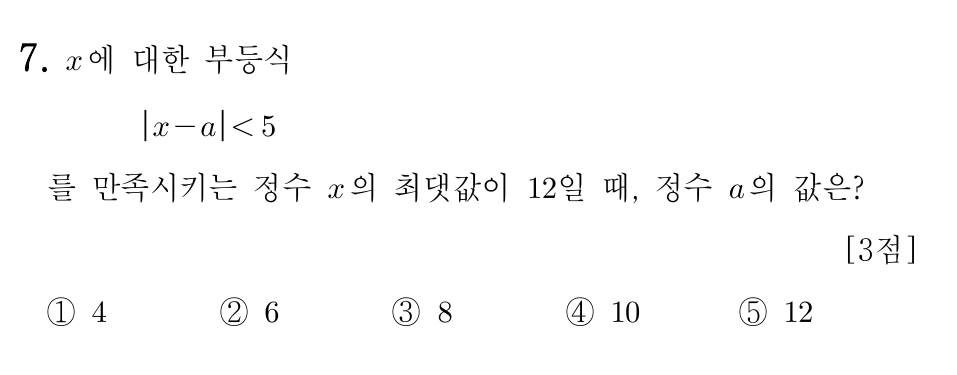 7. x에 대한 부등식
|x-a|<5
를 만족시키는 정수 x의 최댓값이 12일 때, 정수 a의 값은?
[3점]
① 4 ② 6 ③ 8 ④ 10 ⑤ 12